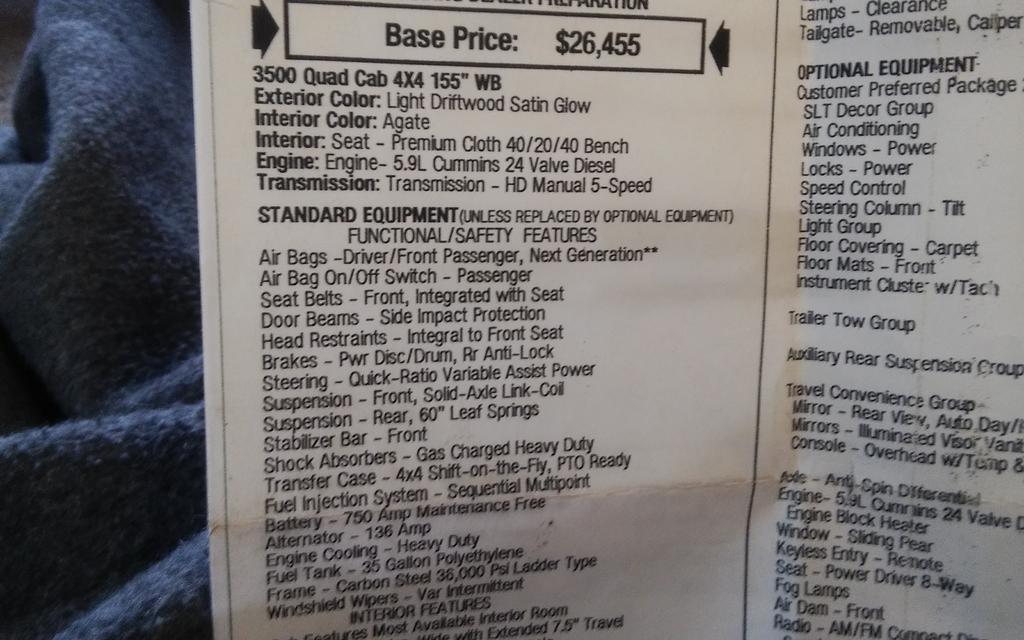 DEALER PREPARATION
Base Price: $26,455
3500 Quad Cab 4X4 155" WB
Exterior Color: Light Driftwood Satin Glow
Interior Color: Agate
Interior: Seat - Premium Cloth 40/20/40 Bench
Engine: Engine- 5.9L Cummins 24 Valve Diesel
Transmission: Transmission - HD Manual 5-Speed
STANDARD EQUIPMENT (UNLESS REPLACED BY OPTIONAL EQUIPMENT)
FUNCTIONAL/SAFETY FEATURES
Air Bags -Driver/Front Passenger, Next Generation**
Air Bag On/Off Switch - Passenger
Seat Belts - Front, Integrated with Seat
Door Beams - Side Impact Protection
Head Restraints - Integral to Front Seat
Brakes - Pwr Disc/Drum, Rr Anti-Lock
Steering - Quick-Ratio Variable Assist Power
Suspension - Front, Solid-Axle Link-Coil
Suspension - Rear, 60" Leaf Springs
Stabilizer Bar - Front
Shock Absorbers - Gas Charged Heavy Duty
Transfer Case - 4x4 Shift-on-the-Fly, PTO Ready
Fuel Injection System - Sequential Multipoint
Battery - 750 Amp Maintenance Free
Alternator - 136 Amp
Engine Cooling - Heavy Duty
Fuel Tank - 35 Gallon Polyethylene
Frame - Carbon Steel 36,000 Psi Ladder Type
Windshield Wipers - Var Intermittent
INTERIOR FEATURES
Features Most Available Interior Room
Wide with Extended 7.5" Travel
Lamps - Clearance
Tailgate- Removable, Caliper
OPTIONAL EQUIPMENT
Customer Preferred Package
SLT Decor Group
Air Conditioning
Windows - Power
Locks - Power
Speed Control
Steering Column - Tilt
Light Group
Floor Covering - Carpet
Floor Mats - Front
Instrument Cluster w/Tach
Trailer Tow Group
Auxiliary Rear Suspension Group
Travel Convenience Group
Mirror - Rear View, Auto Day/
Mirrors - Illuminated Visor Vanit
Console - Overhead w/Temp &
Axle - Anti-Spin Differential
Engine- 5.9L Cummins 24 Valve D
Engine Block Heater
Window - Sliding Rear
Keyless Entry - Remote
Seat - Power Driver 8-Way
Fog Lamps
Air Dam - Front
Radio - AM/FM